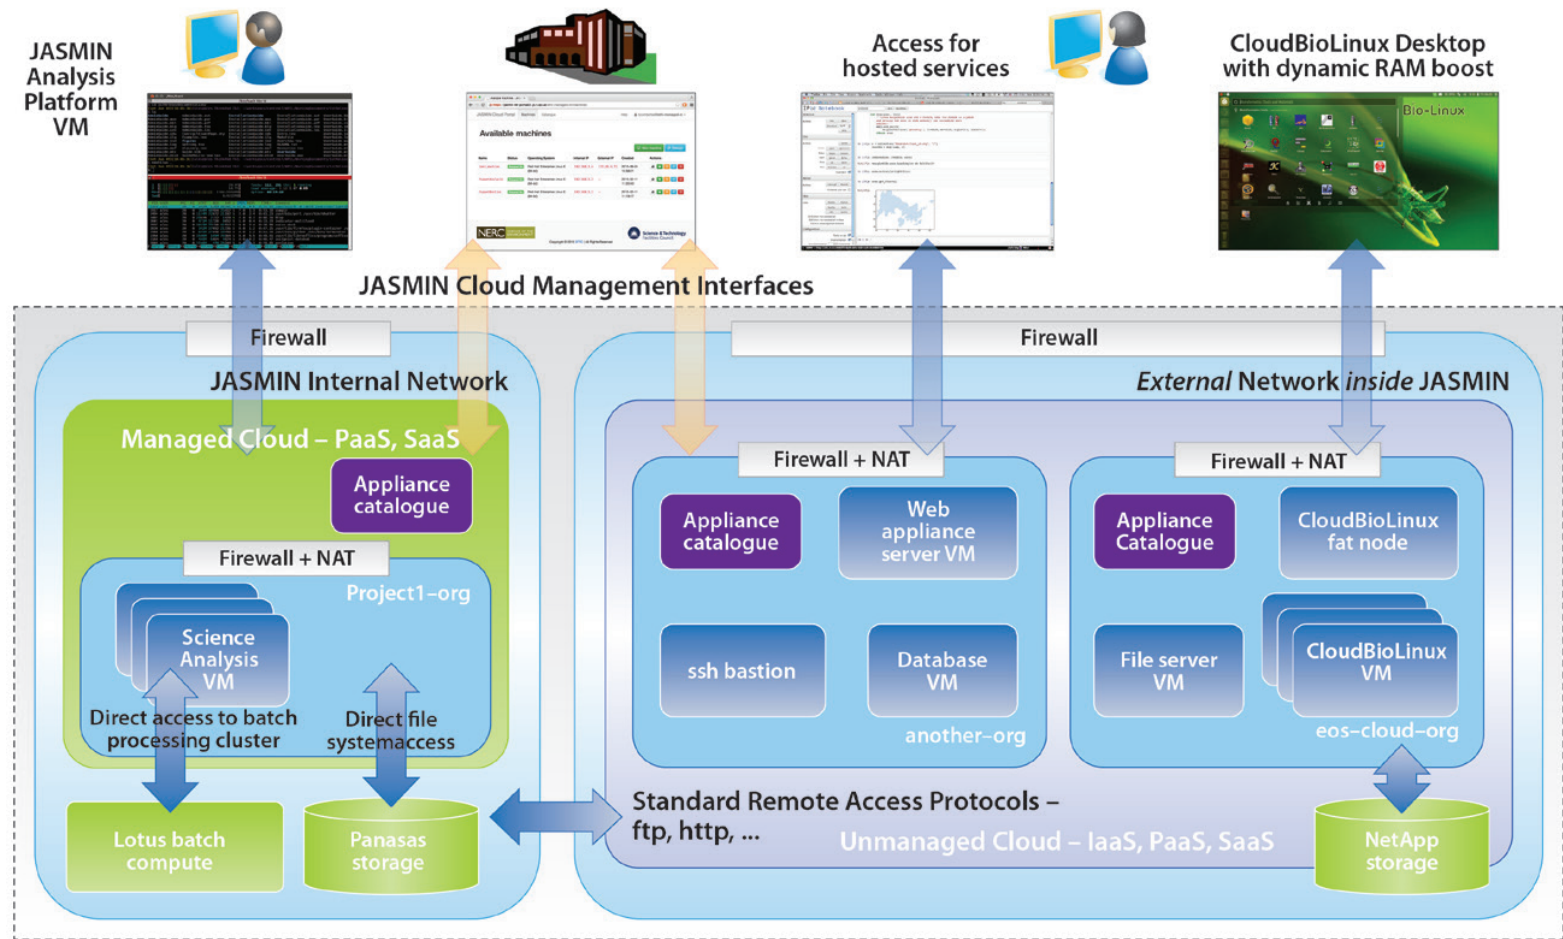 JASMIN
Analysis
Platform
VM
Access for
hosted services
CloudBioLinux Desktop
with dynamic RAM boost
Available machines
NERC
Science & Technology
Facilities Council
Bio-Linux
JASMIN Cloud Management Interfaces
Firewall
JASMIN Internal Network
Managed Cloud – PaaS, SaaS
Appliance
catalogue
Firewall + NAT
Project1–org
Science
Analysis
VM
Direct access to batch
processing cluster
Direct file
systemaccess
Lotus batch
compute
Panasas
storage
Firewall
External Network inside JASMIN
Firewall + NAT
Appliance
catalogue
Web
appliance
server VM
ssh bastion
Database
VM
another–org
Firewall + NAT
Appliance
Catalogue
CloudBioLinux
fat node
File server
VM
CloudBioLinux
VM
eos–cloud–org
Standard Remote Access Protocols –
ftp, http, ...
Unmanaged Cloud – IaaS, PaaS, SaaS
NetApp
storage